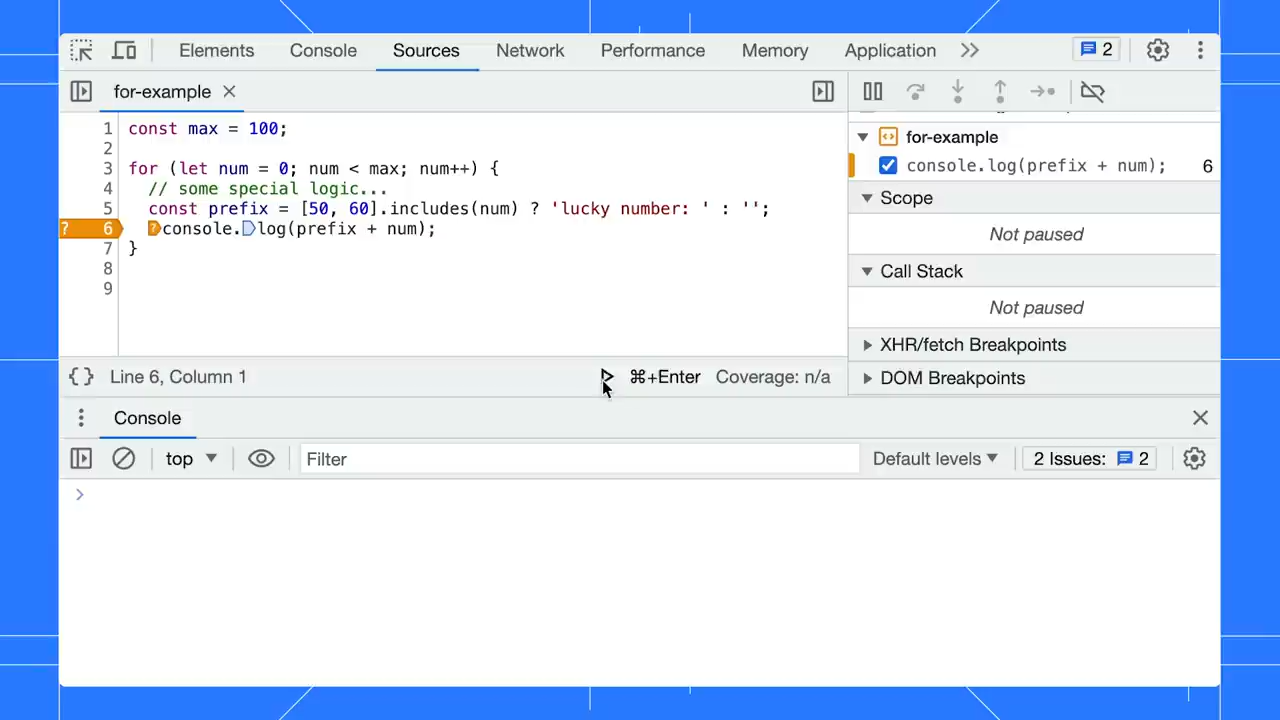 Elements Console Sources Network Performance Memory Application 2
for-example
1 const max = 100;
2
3 for (let num = 0; num < max; num++) {
4 // some special logic...
5 const prefix = [50, 60].includes(num) ? 'lucky number: ' : '';
? 6 ? console.log(prefix + num);
7 }
8
9
{} Line 6, Column 1 ⌘+Enter Coverage: n/a
for-example
console.log(prefix + num); 6
Scope
Not paused
Call Stack
Not paused
XHR/fetch Breakpoints
DOM Breakpoints
Console
top Filter Default levels 2 Issues: 2